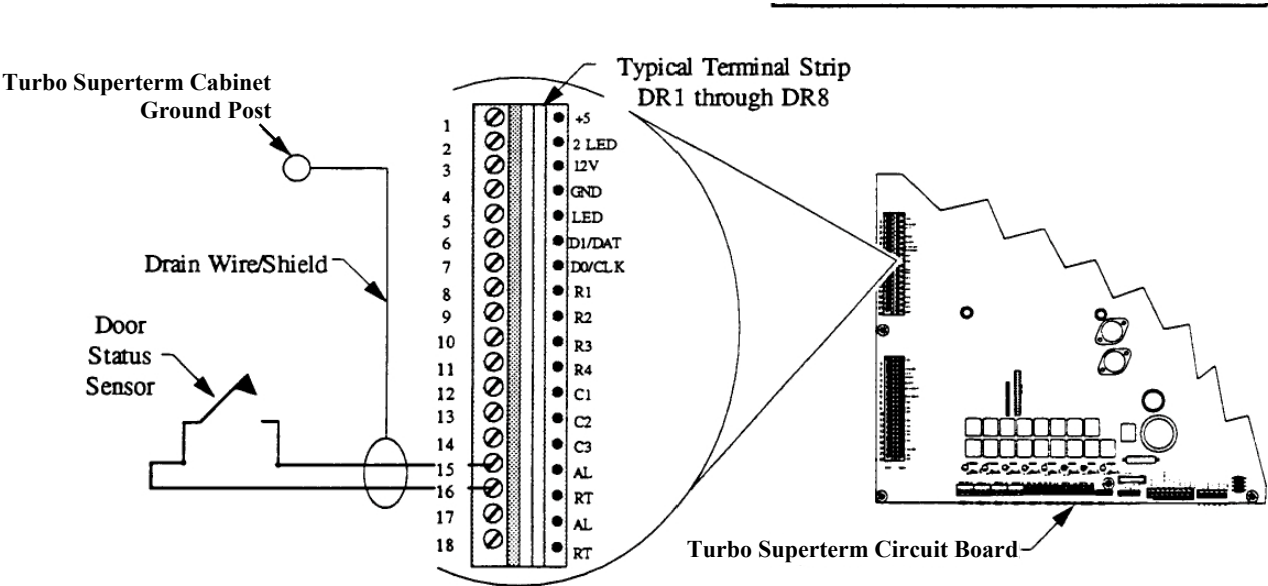 Turbo Superterm Cabinet
Ground Post
Typical Terminal Strip
DR1 through DR8
1 +5
2 2 LED
3 12V
4 GND
5 LED
6 D1/DAT
7 D0/CLK
8 R1
9 R2
10 R3
11 R4
12 C1
13 C2
14 C3
15 AL
16 RT
17 AL
18 RT
Drain Wire/Shield
Door
Status
Sensor
Turbo Superterm Circuit Board